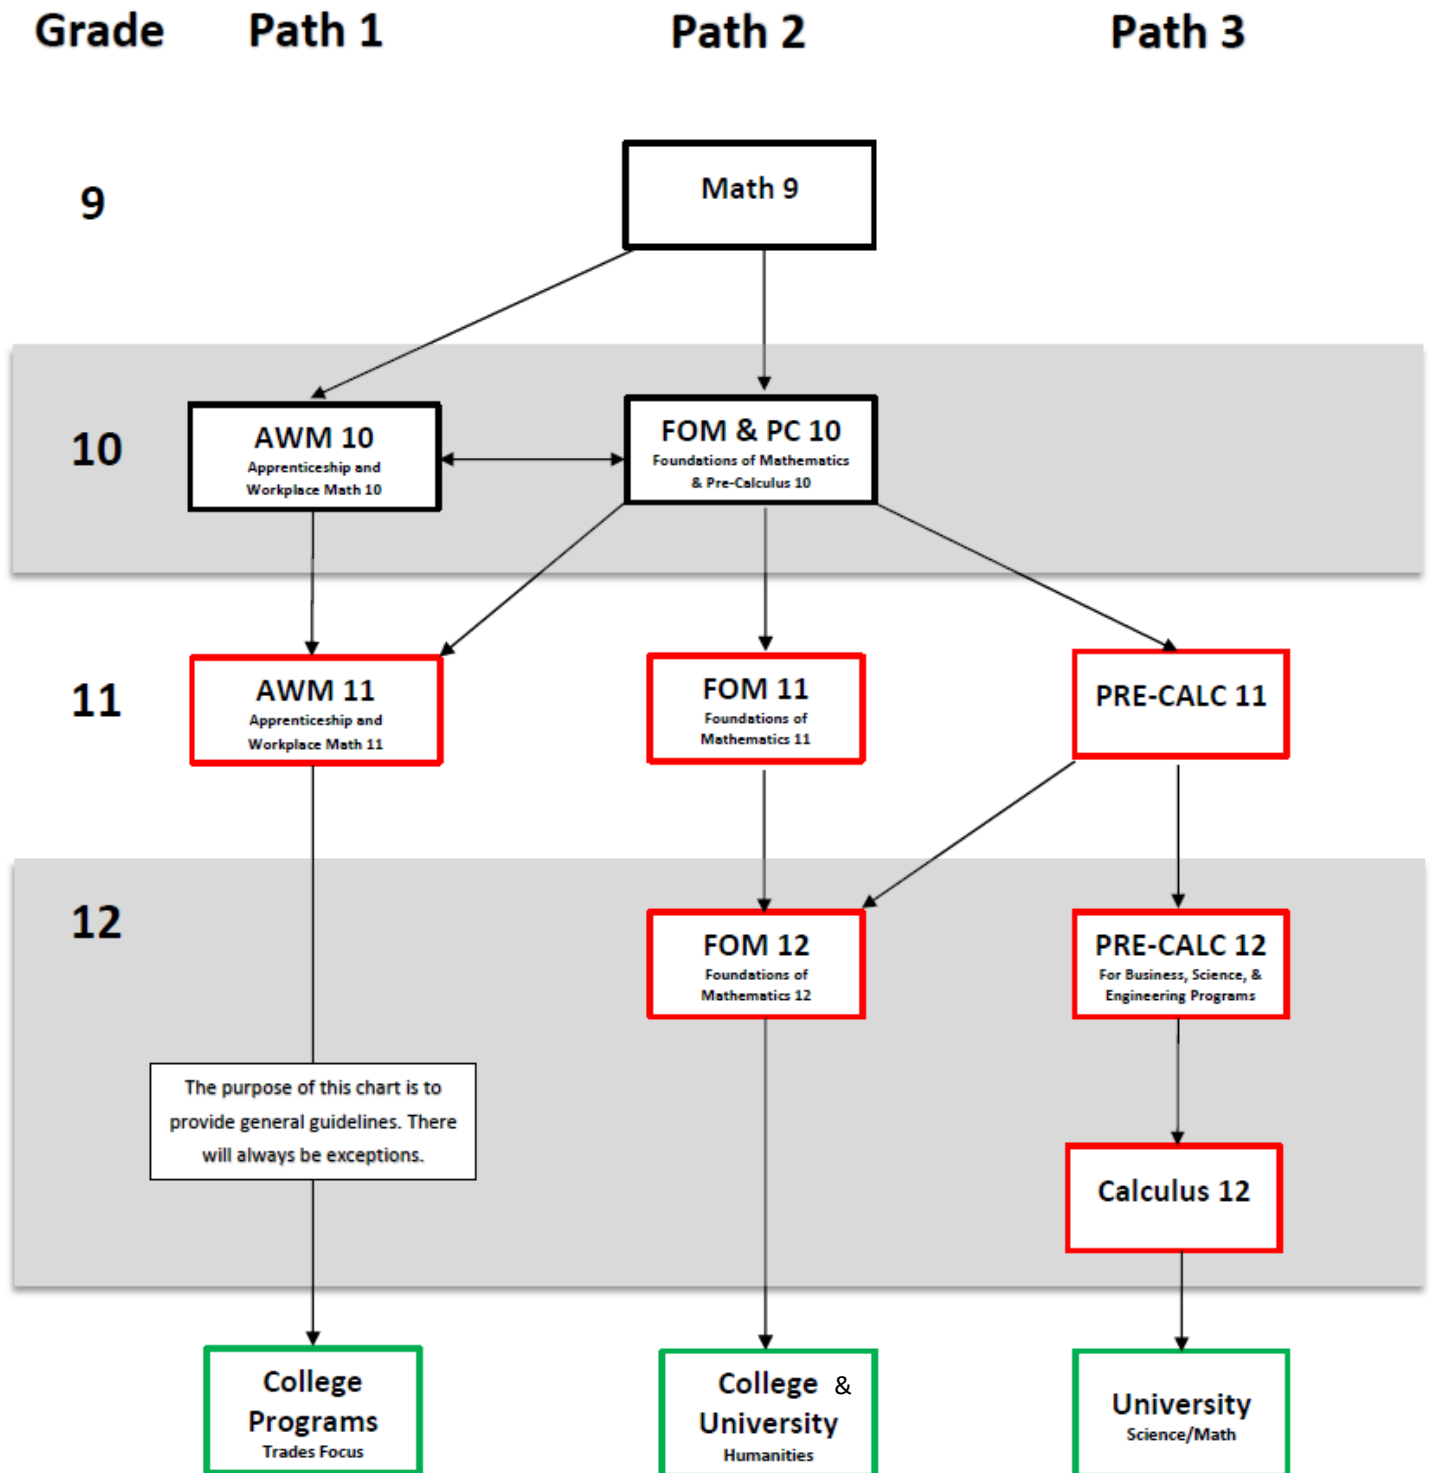 Grade Path 1 Path 2 Path 3
9
Math 9
10
AWM 10
Apprenticeship and
Workplace Math 10
FOM & PC 10
Foundations of Mathematics
& Pre-Calculus 10
11
AWM 11
Apprenticeship and
Workplace Math 11
FOM 11
Foundations of
Mathematics 11
PRE-CALC 11
12
FOM 12
Foundations of
Mathematics 12
PRE-CALC 12
For Business, Science, &
Engineering Programs
The purpose of this chart is to
provide general guidelines. There
will always be exceptions.
Calculus 12
College
Programs
Trades Focus
College &
University
Humanities
University
Science/Math